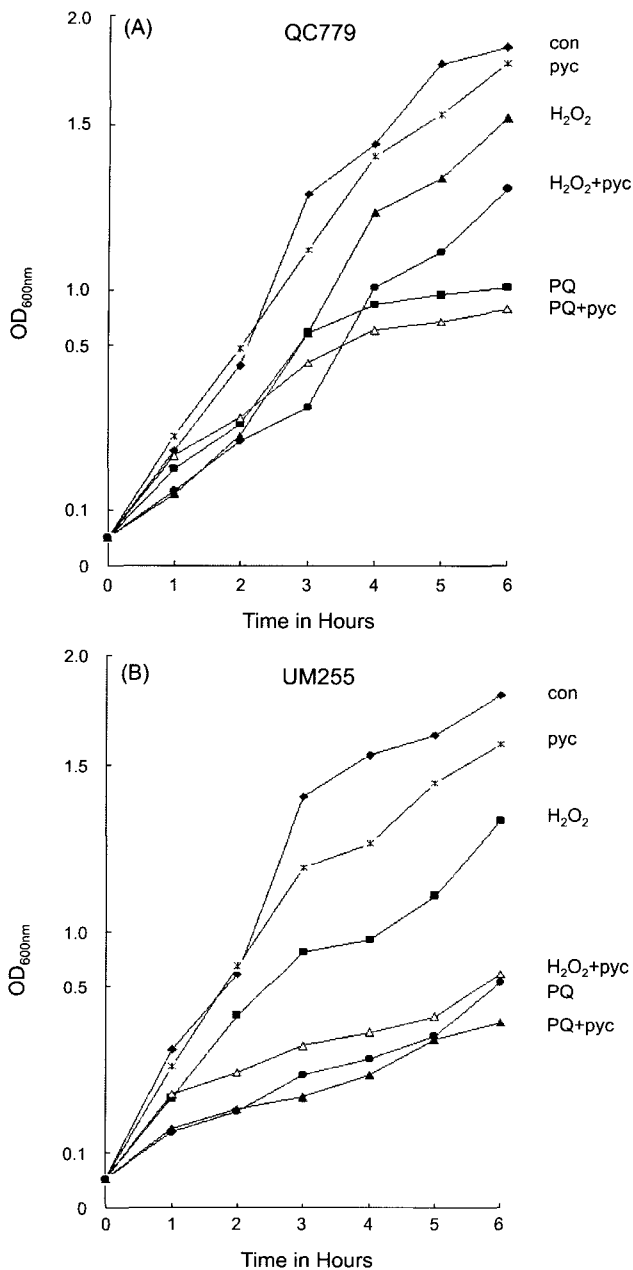 (A)
QC779
2.0
1.5
1.0
0.5
0.1
0
OD600nm
con
pyc
H2O2
H2O2+pyc
PQ
PQ+pyc
0 1 2 3 4 5 6
Time in Hours
(B)
UM255
2.0
1.5
1.0
0.5
0.1
0
OD600nm
con
pyc
H2O2
H2O2+pyc
PQ
PQ+pyc
0 1 2 3 4 5 6
Time in Hours